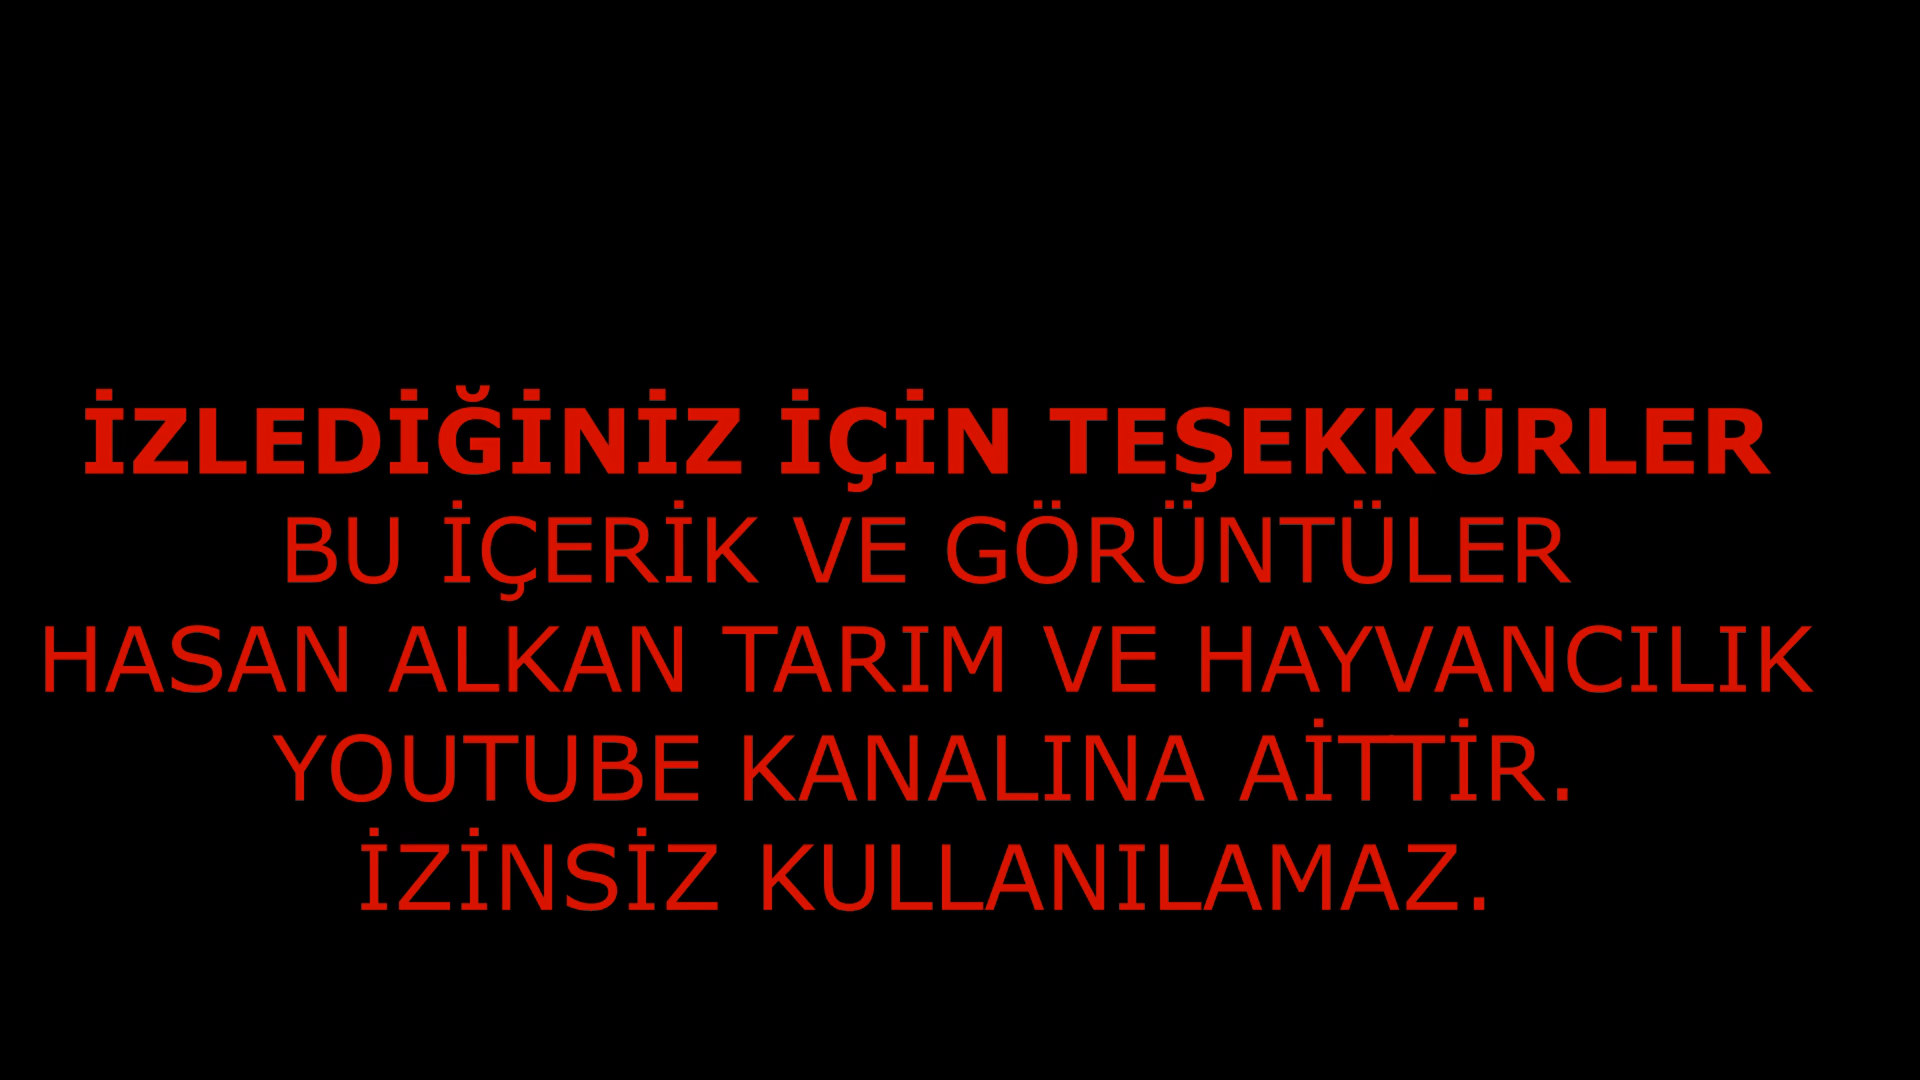 İZLEDİĞİNİZ İÇİN TEŞEKKÜRLER
BU İÇERİK VE GÖRÜNTÜLER
HASAN ALKAN TARIM VE HAYVANCILIK
YOUTUBE KANALINA AİTTİR.
İZİNSİZ KULLANILAMAZ.